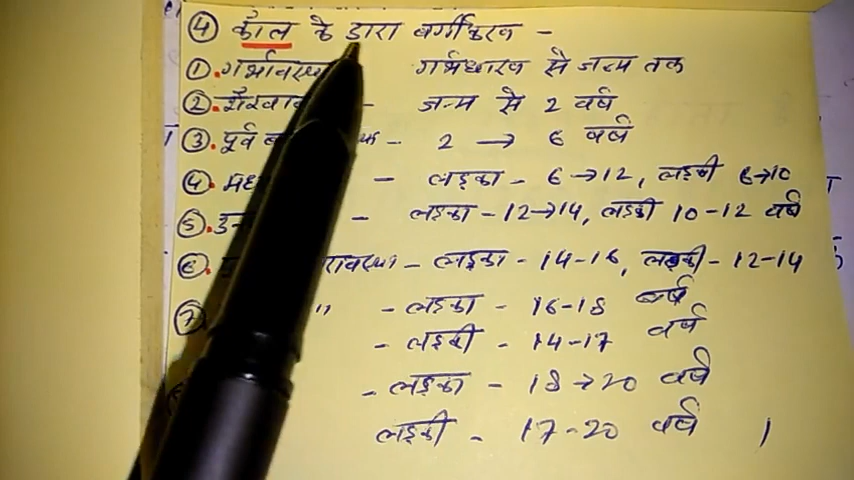 ④ कौल के द्वारा वर्गीकरण -
①. गर्भावस्था गर्भधारण से जन्म तक
②. - जन्म से 2 वर्ष
③. पूर्व - 2 → 6 वर्ष
④. - लड़का - 6 →12, लड़की 6→10
⑤. - लड़का -12→14, लड़की 10-12 वर्ष
⑥. - लड़का - 14-16, लड़की - 12-14
⑦ " - लड़का - 16-18 वर्ष
- लड़की - 14-17 वर्ष
- लड़का - 18→20 वर्ष
लड़की - 17-20 वर्ष ।